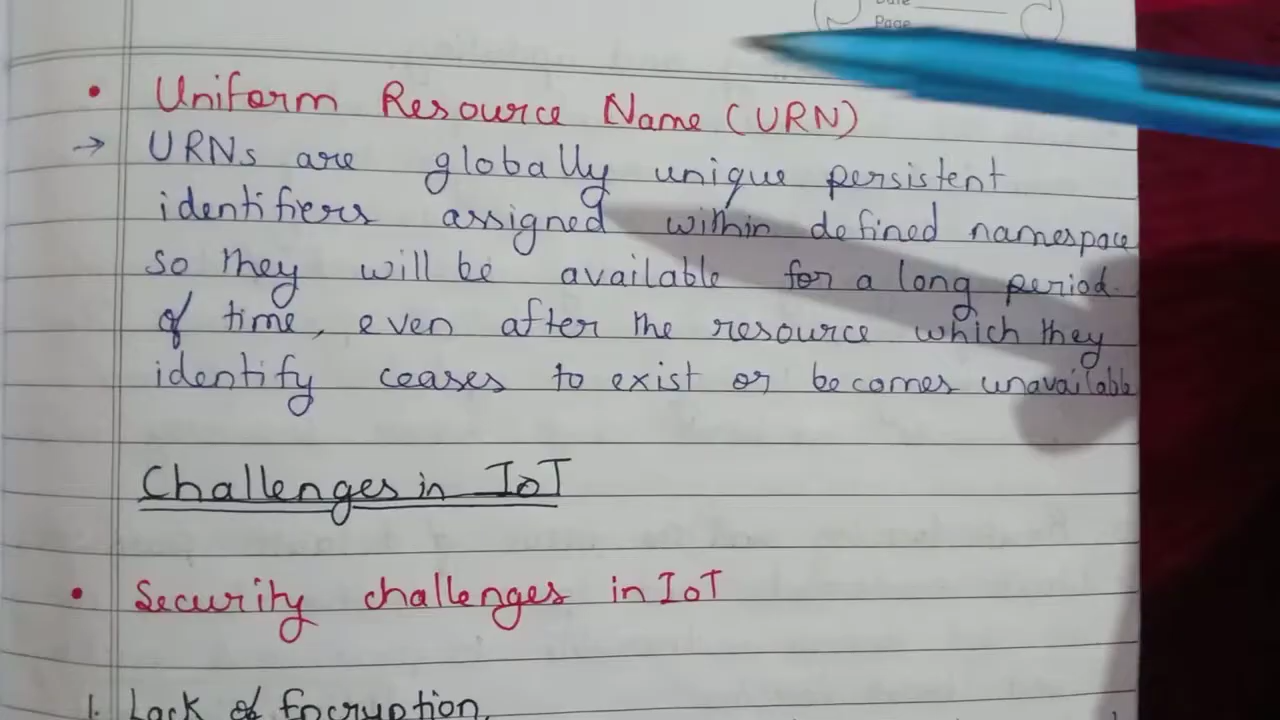 Date
Page
• Uniform Resource Name (URN)
→ URNs are globally unique persistent
identifiers assigned within defined namespace
so they will be available for a long period
of time, even after the resource which they
identify ceases to exist or becomes unavailable
Challenges in IoT
• Security challenges in IoT
1. Lack of Encryption